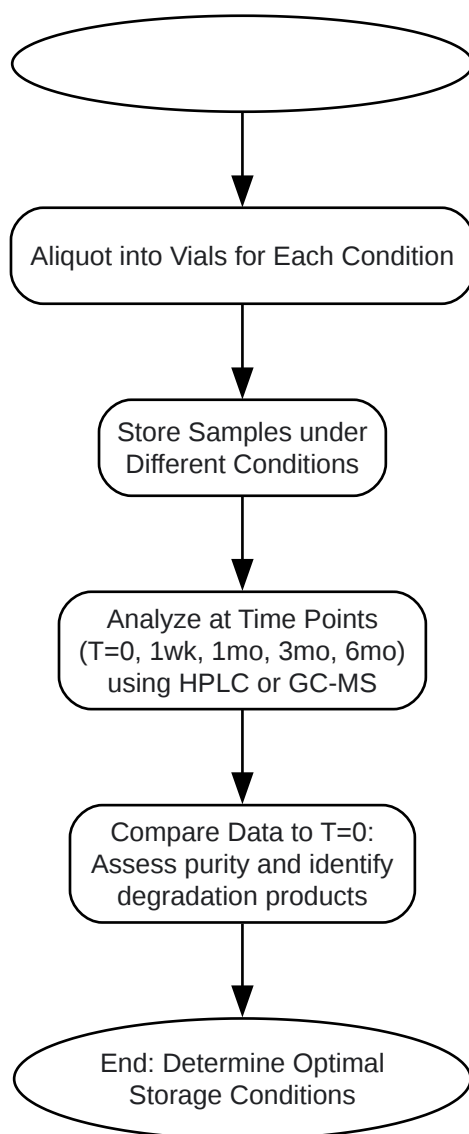 Aliquot into Vials for Each Condition
Store Samples under
Different Conditions
Analyze at Time Points
(T=0, 1wk, 1mo, 3mo, 6mo)
using HPLC or GC-MS
Compare Data to T=0:
Assess purity and identify
degradation products
End: Determine Optimal
Storage Conditions